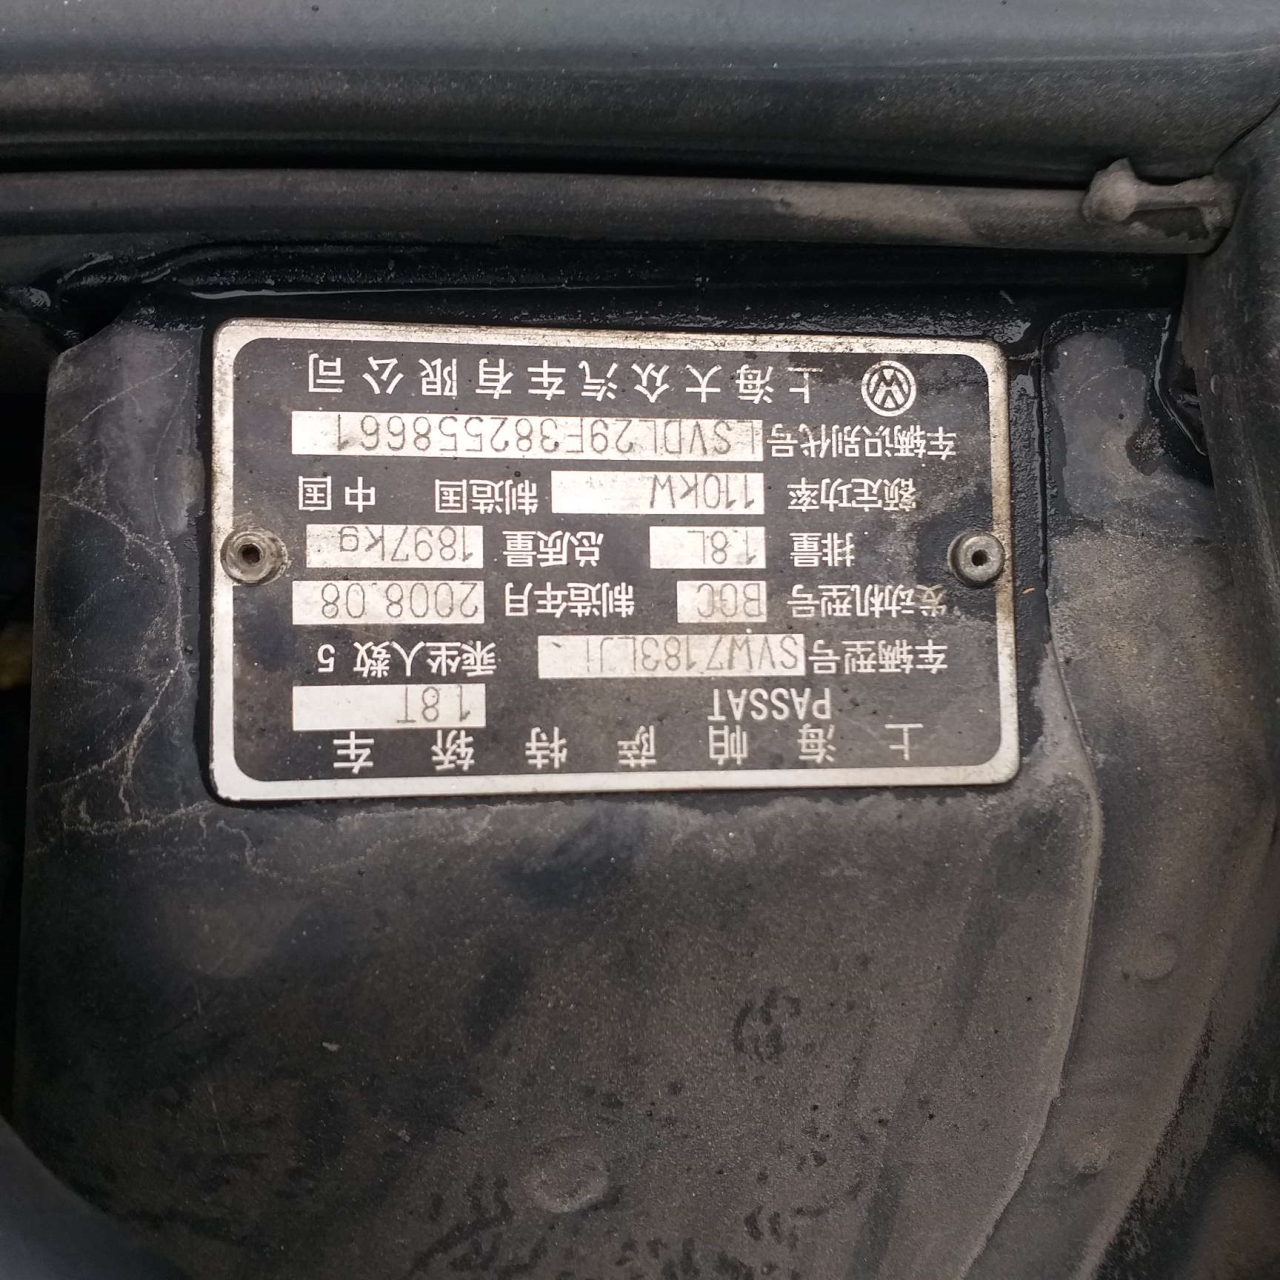 上海帕萨特轿车
PASSAT 1.8T
车辆型号 SVW7183LJI 乘坐人数 5
发动机型号 BGC 制造年月 2008.08
排量 1.8L 总质量 1897kg
额定功率 110kW 制造国 中国
车辆识别代号 LSVDL29F382558661
上海大众汽车有限公司